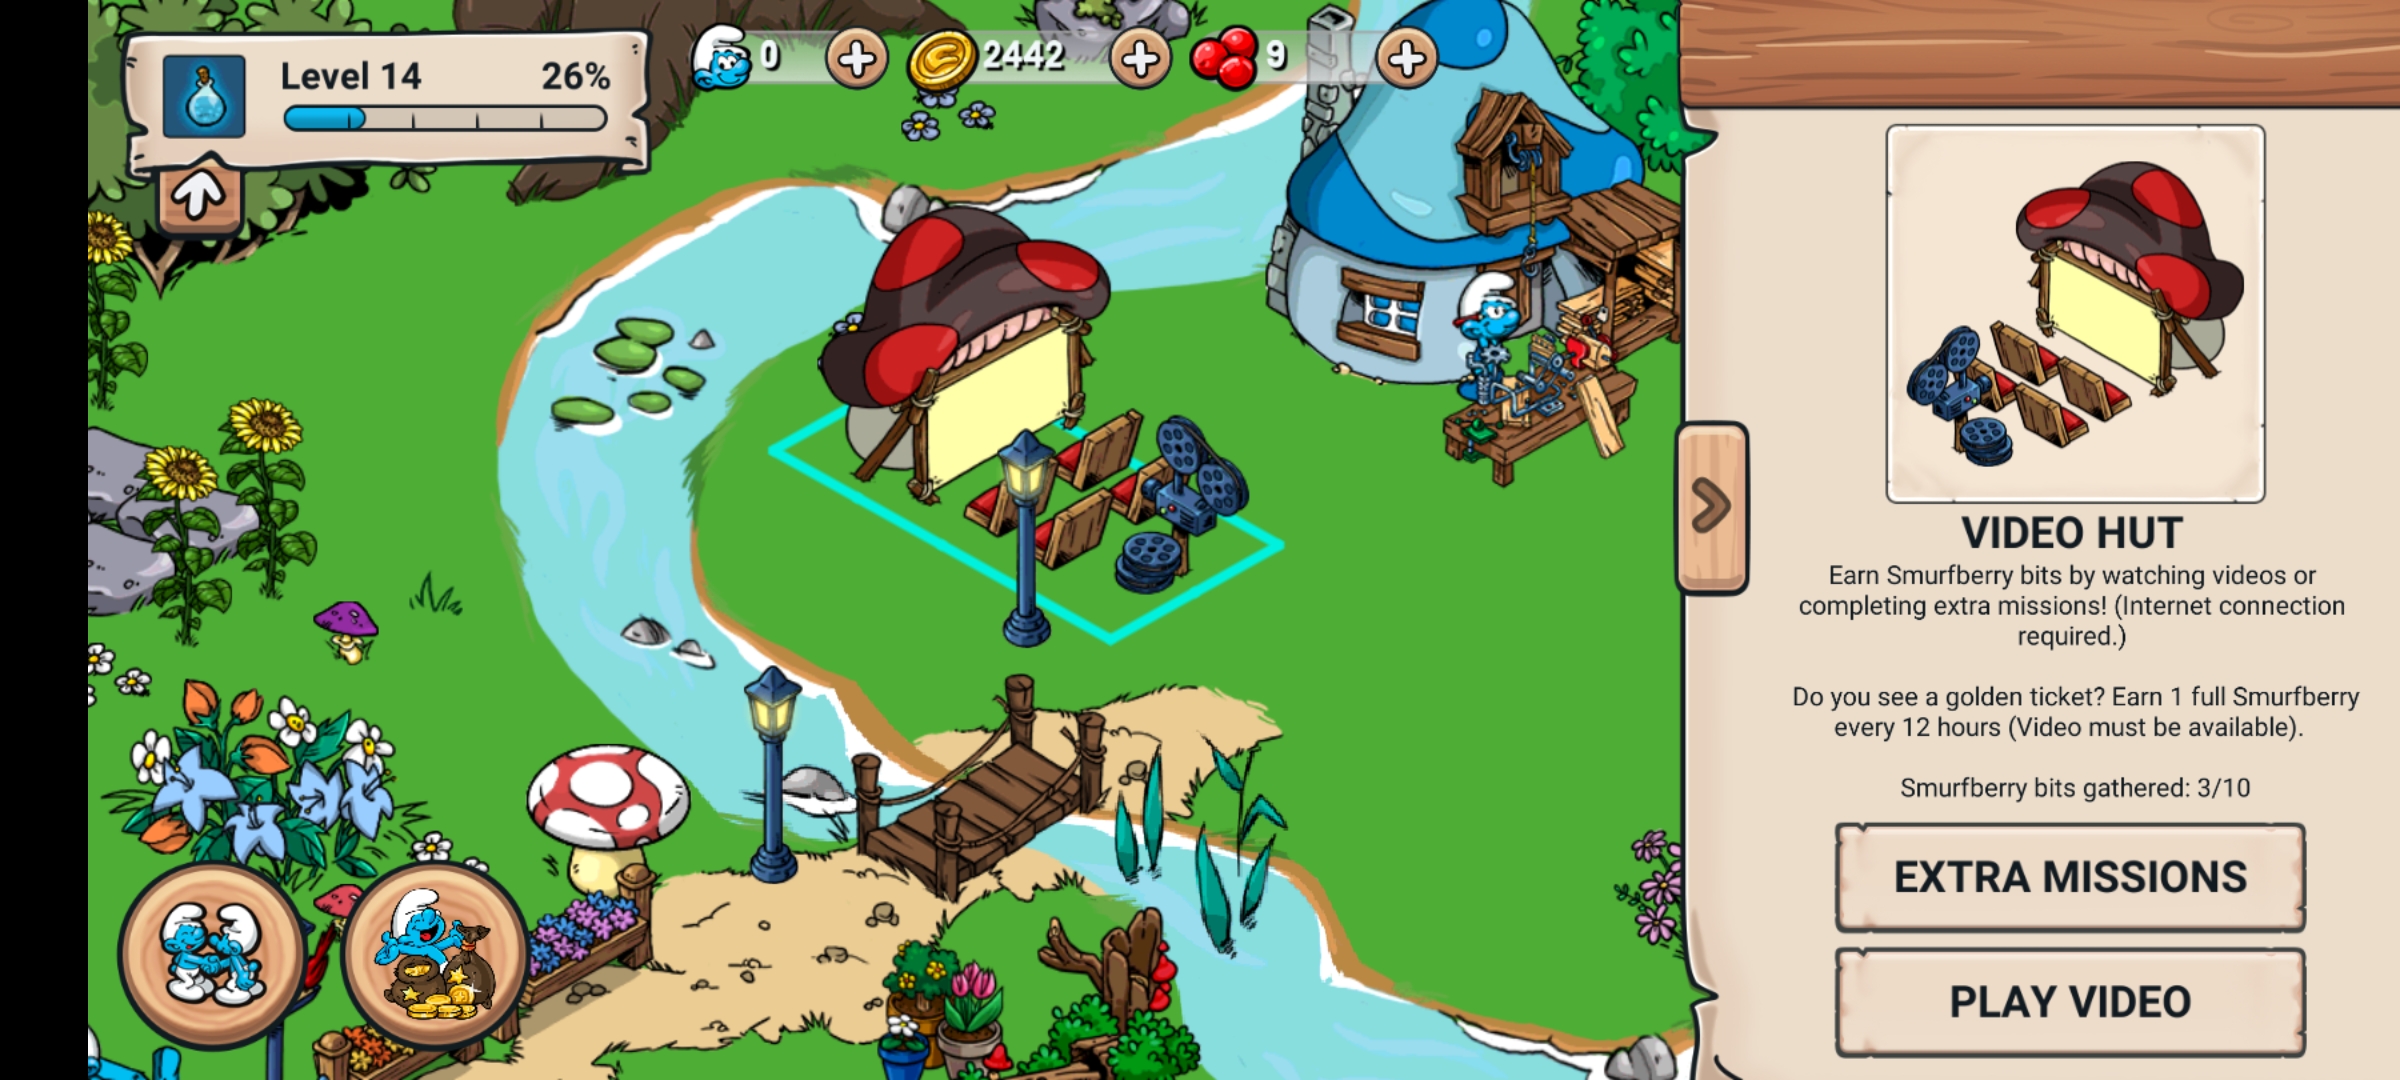 Level 14 26%
0
2442
9
VIDEO HUT
Earn Smurfberry bits by watching videos or
completing extra missions! (Internet connection
required.)
Do you see a golden ticket? Earn 1 full Smurfberry
every 12 hours (Video must be available).
Smurfberry bits gathered: 3/10
EXTRA MISSIONS
PLAY VIDEO